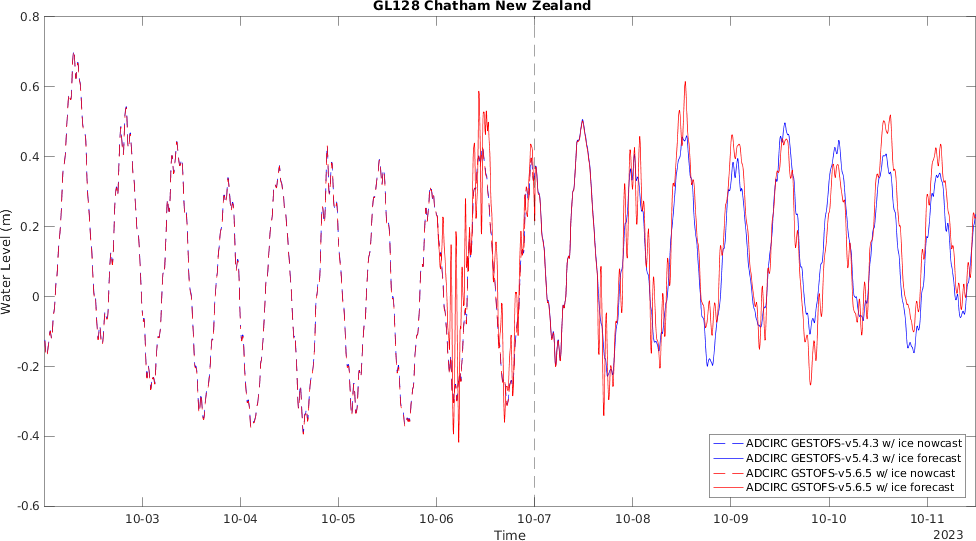 GL128 Chatham New Zealand
0.8
0.6
0.4
0.2
0
-0.2
-0.4
-0.6
Water Level (m)
ADCIRC GESTOFS-v5.4.3 w/ ice nowcast
ADCIRC GESTOFS-v5.4.3 w/ ice forecast
ADCIRC GSTOFS-v5.6.5 w/ ice nowcast
ADCIRC GSTOFS-v5.6.5 w/ ice forecast
10-03 10-04 10-05 10-06 10-07 10-08 10-09 10-10 10-11
Time
2023